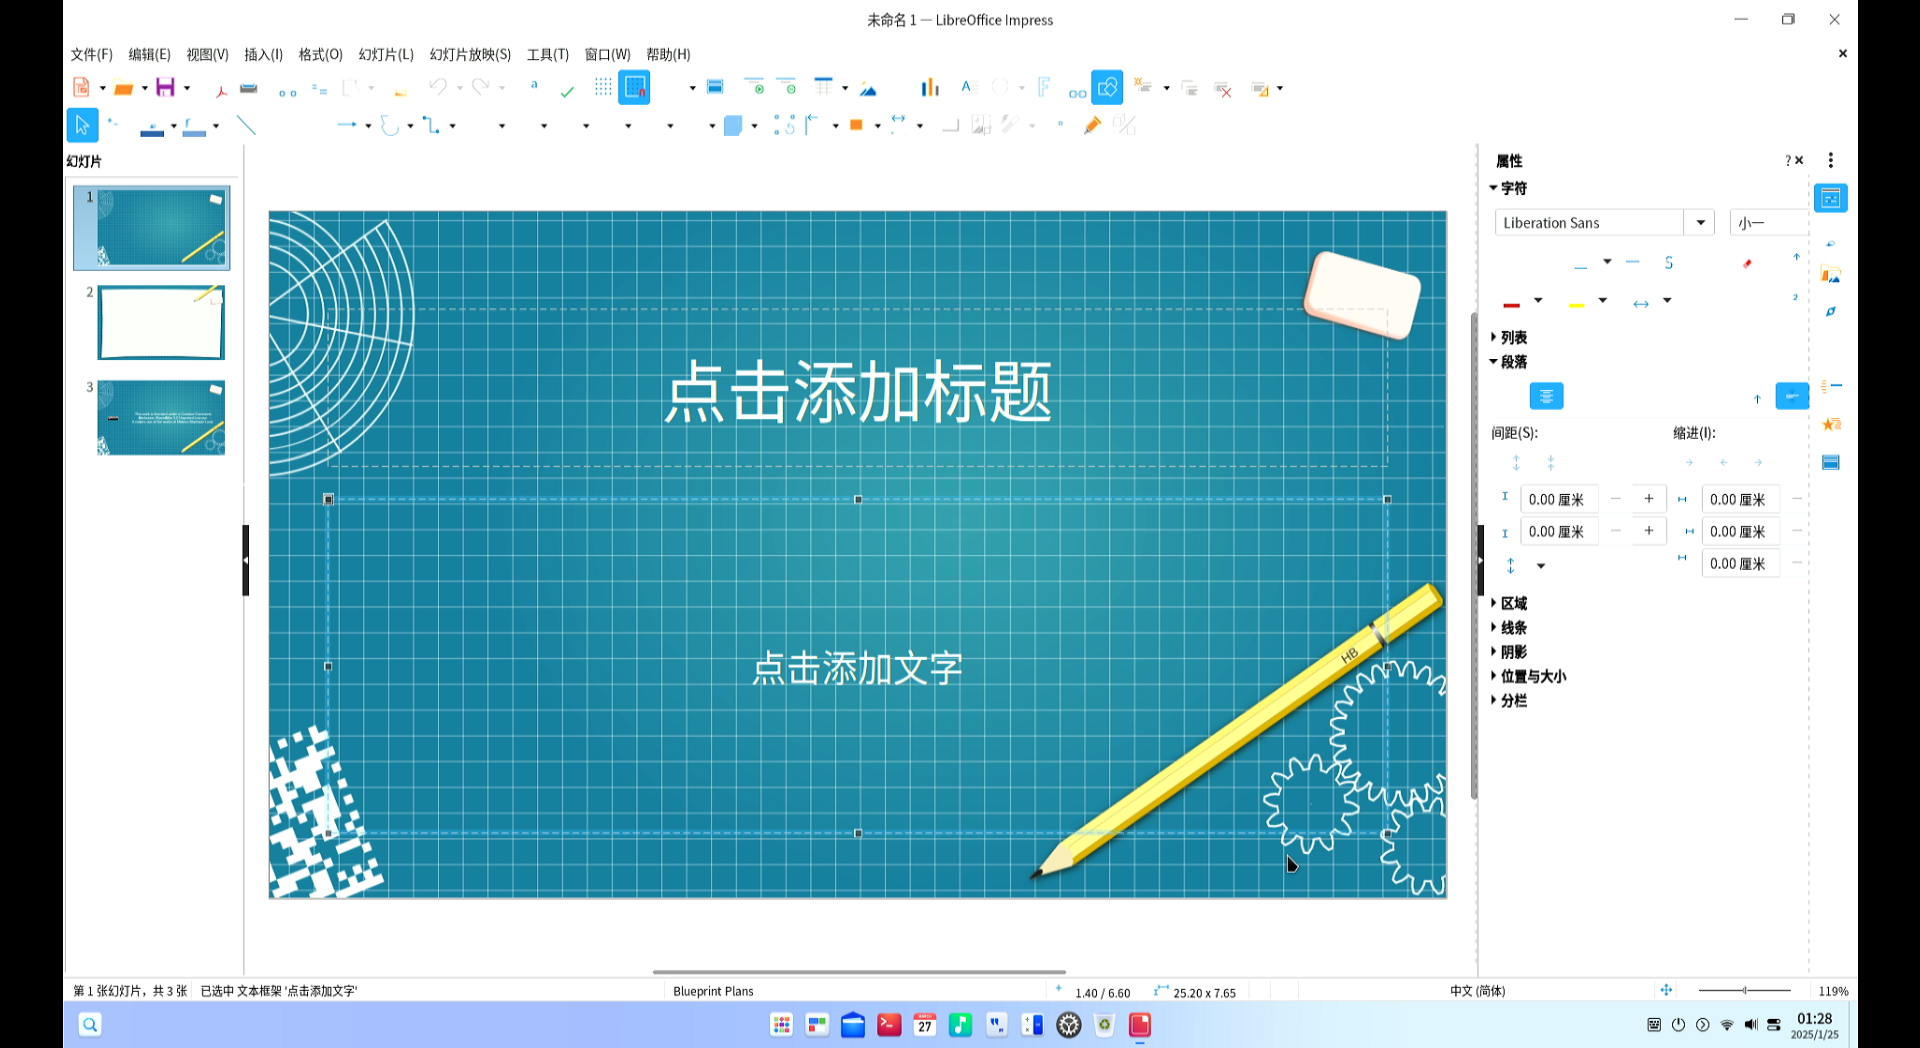 未命名 1 — LibreOffice Impress
文件(F) 编辑(E) 视图(V) 插入(I) 格式(O) 幻灯片(L) 幻灯片放映(S) 工具(T) 窗口(W) 帮助(H)
幻灯片
1
2
3
点击添加标题
点击添加文字
HB
属性
字符
Liberation Sans 小一
列表
段落
间距(S): 缩进(I):
0.00 厘米 0.00 厘米
0.00 厘米 0.00 厘米
0.00 厘米
区域
线条
阴影
位置与大小
分栏
第 1 张幻灯片，共 3 张 已选中 文本框架 '点击添加文字' Blueprint Plans 1.40 / 6.60 25.20 x 7.65 中文 (简体) 119%
27
01:28
2025/1/25